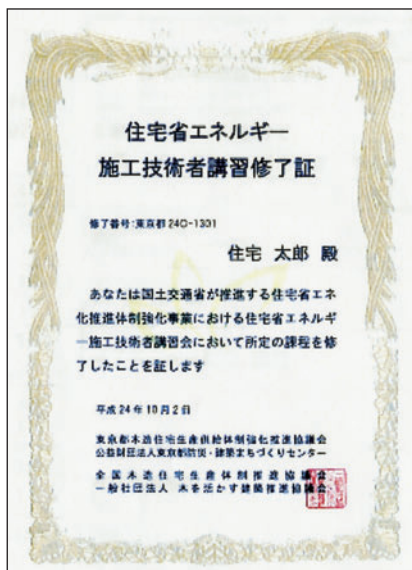 住宅省エネルギー
施工技術者講習修了証
修了番号:東京都240-1301
住宅 太郎 殿
あなたは国土交通省が推進する住宅省エネ
化推進体制強化事業における住宅省エネルギ
ー施工技術者講習会において所定の課程を修
了したことを証します
平成24年10月2日
東京都木造住宅生産供給体制強化推進協議会
公益財団法人東京都防災・建築まちづくりセンター
全国木造住宅生産体制推進協議会
一般社団法人 木を活かす建築推進協議会